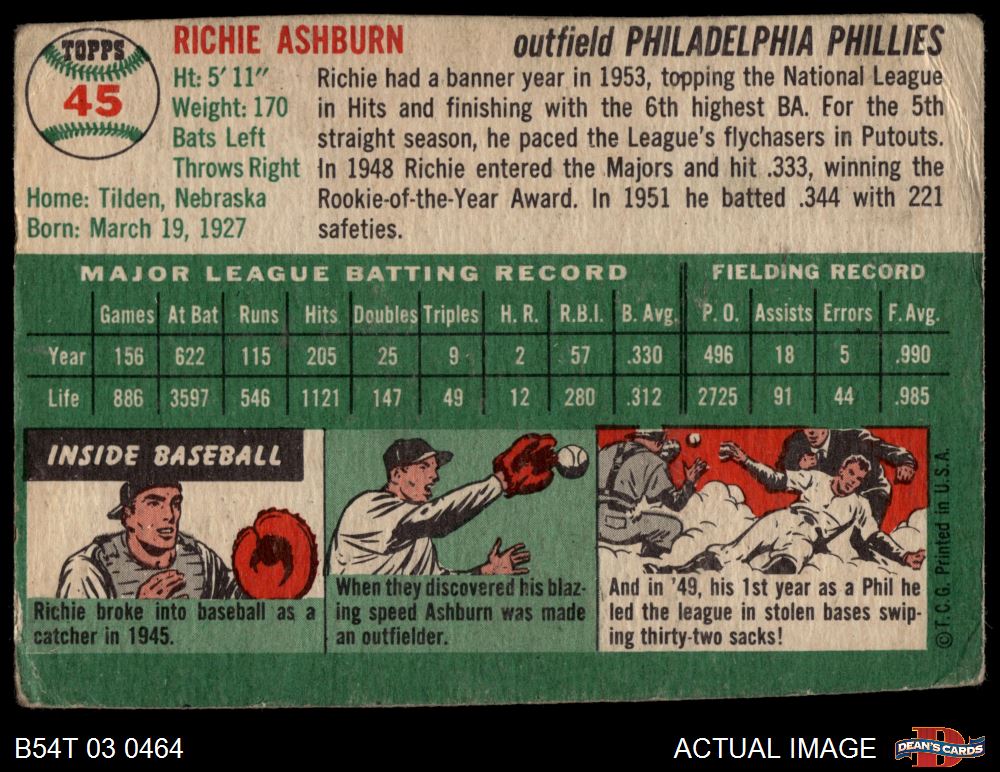 TOPPS
45
RICHIE ASHBURN
outfield PHILADELPHIA PHILLIES
Ht: 5' 11"
Weight: 170
Bats Left
Throws Right
Home: Tilden, Nebraska
Born: March 19, 1927
Richie had a banner year in 1953, topping the National League
in Hits and finishing with the 6th highest BA. For the 5th
straight season, he paced the League's flychasers in Putouts.
In 1948 Richie entered the Majors and hit .333, winning the
Rookie-of-the-Year Award. In 1951 he batted .344 with 221
safeties.
MAJOR LEAGUE BATTING RECORD FIELDING RECORD
Games At Bat Runs Hits Doubles Triples H. R. R.B.I. B. Avg. P. O. Assists Errors F. Avg.
Year 156 622 115 205 25 9 2 57 .330 496 18 5 .990
Life 886 3597 546 1121 147 49 12 280 .312 2725 91 44 .985
INSIDE BASEBALL
Richie broke into baseball as a
catcher in 1945.
When they discovered his blaz-
ing speed Ashburn was made
an outfielder.
And in '49, his 1st year as a Phil he
led the league in stolen bases swip-
ing thirty-two sacks!
© T.C.G. Printed in U.S.A.
B54T 03 0464
ACTUAL IMAGE
D
DEAN'S CARDS